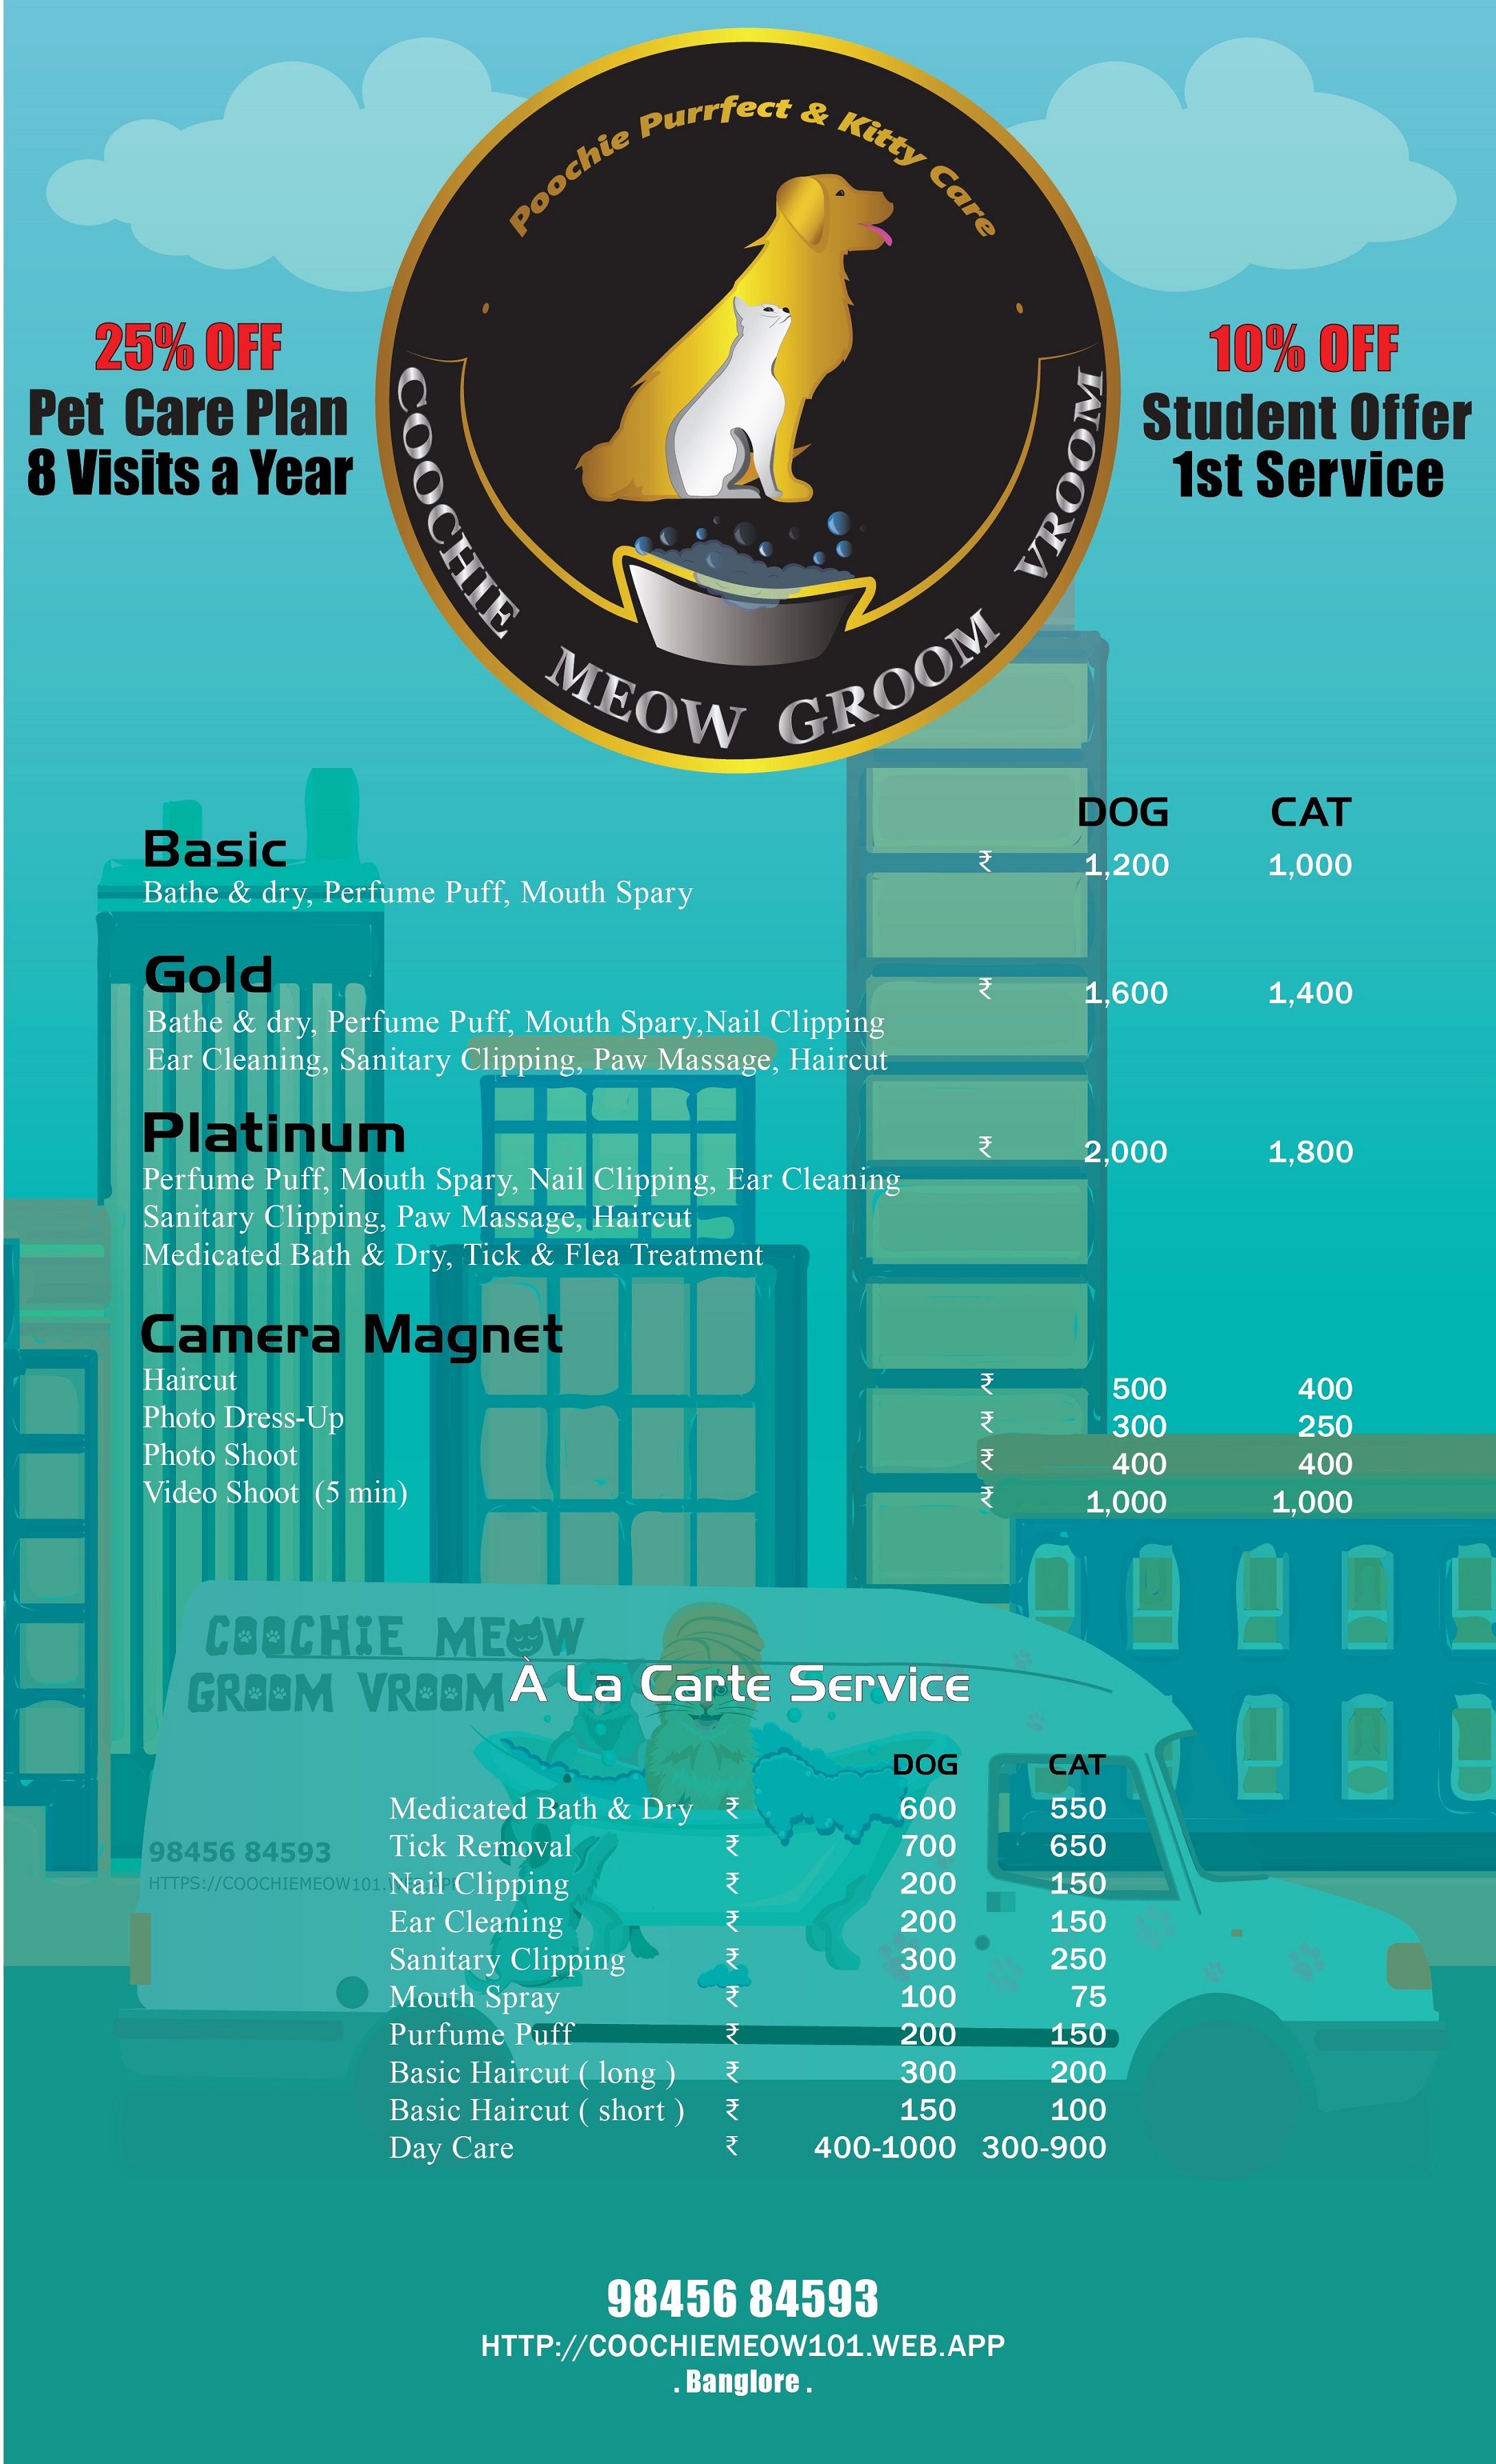 Poochie Purrfect & Kitty Care
COOCHIE MEOW GROOM VROOM
25% OFF
Pet Care Plan
8 Visits a Year
10% OFF
Student Offer
1st Service
DOG CAT
Basic ₹ 1,200 1,000
Bathe & dry, Perfume Puff, Mouth Spary
Gold ₹ 1,600 1,400
Bathe & dry, Perfume Puff, Mouth Spary,Nail Clipping
Ear Cleaning, Sanitary Clipping, Paw Massage, Haircut
Platinum ₹ 2,000 1,800
Perfume Puff, Mouth Spary, Nail Clipping, Ear Cleaning
Sanitary Clipping, Paw Massage, Haircut
Medicated Bath & Dry, Tick & Flea Treatment
Camera Magnet
Haircut ₹ 500 400
Photo Dress-Up ₹ 300 250
Photo Shoot ₹ 400 400
Video Shoot (5 min) ₹ 1,000 1,000
COOCHIE MEOW
GROOM VROOM
98456 84593
HTTPS://COOCHIEMEOW101.WEB.APP
À La Carte Service
DOG CAT
Medicated Bath & Dry ₹ 600 550
Tick Removal ₹ 700 650
Nail Clipping ₹ 200 150
Ear Cleaning ₹ 200 150
Sanitary Clipping ₹ 300 250
Mouth Spray ₹ 100 75
Purfume Puff ₹ 200 150
Basic Haircut ( long ) ₹ 300 200
Basic Haircut ( short ) ₹ 150 100
Day Care ₹ 400-1000 300-900
98456 84593
HTTP://COOCHIEMEOW101.WEB.APP
. Banglore .